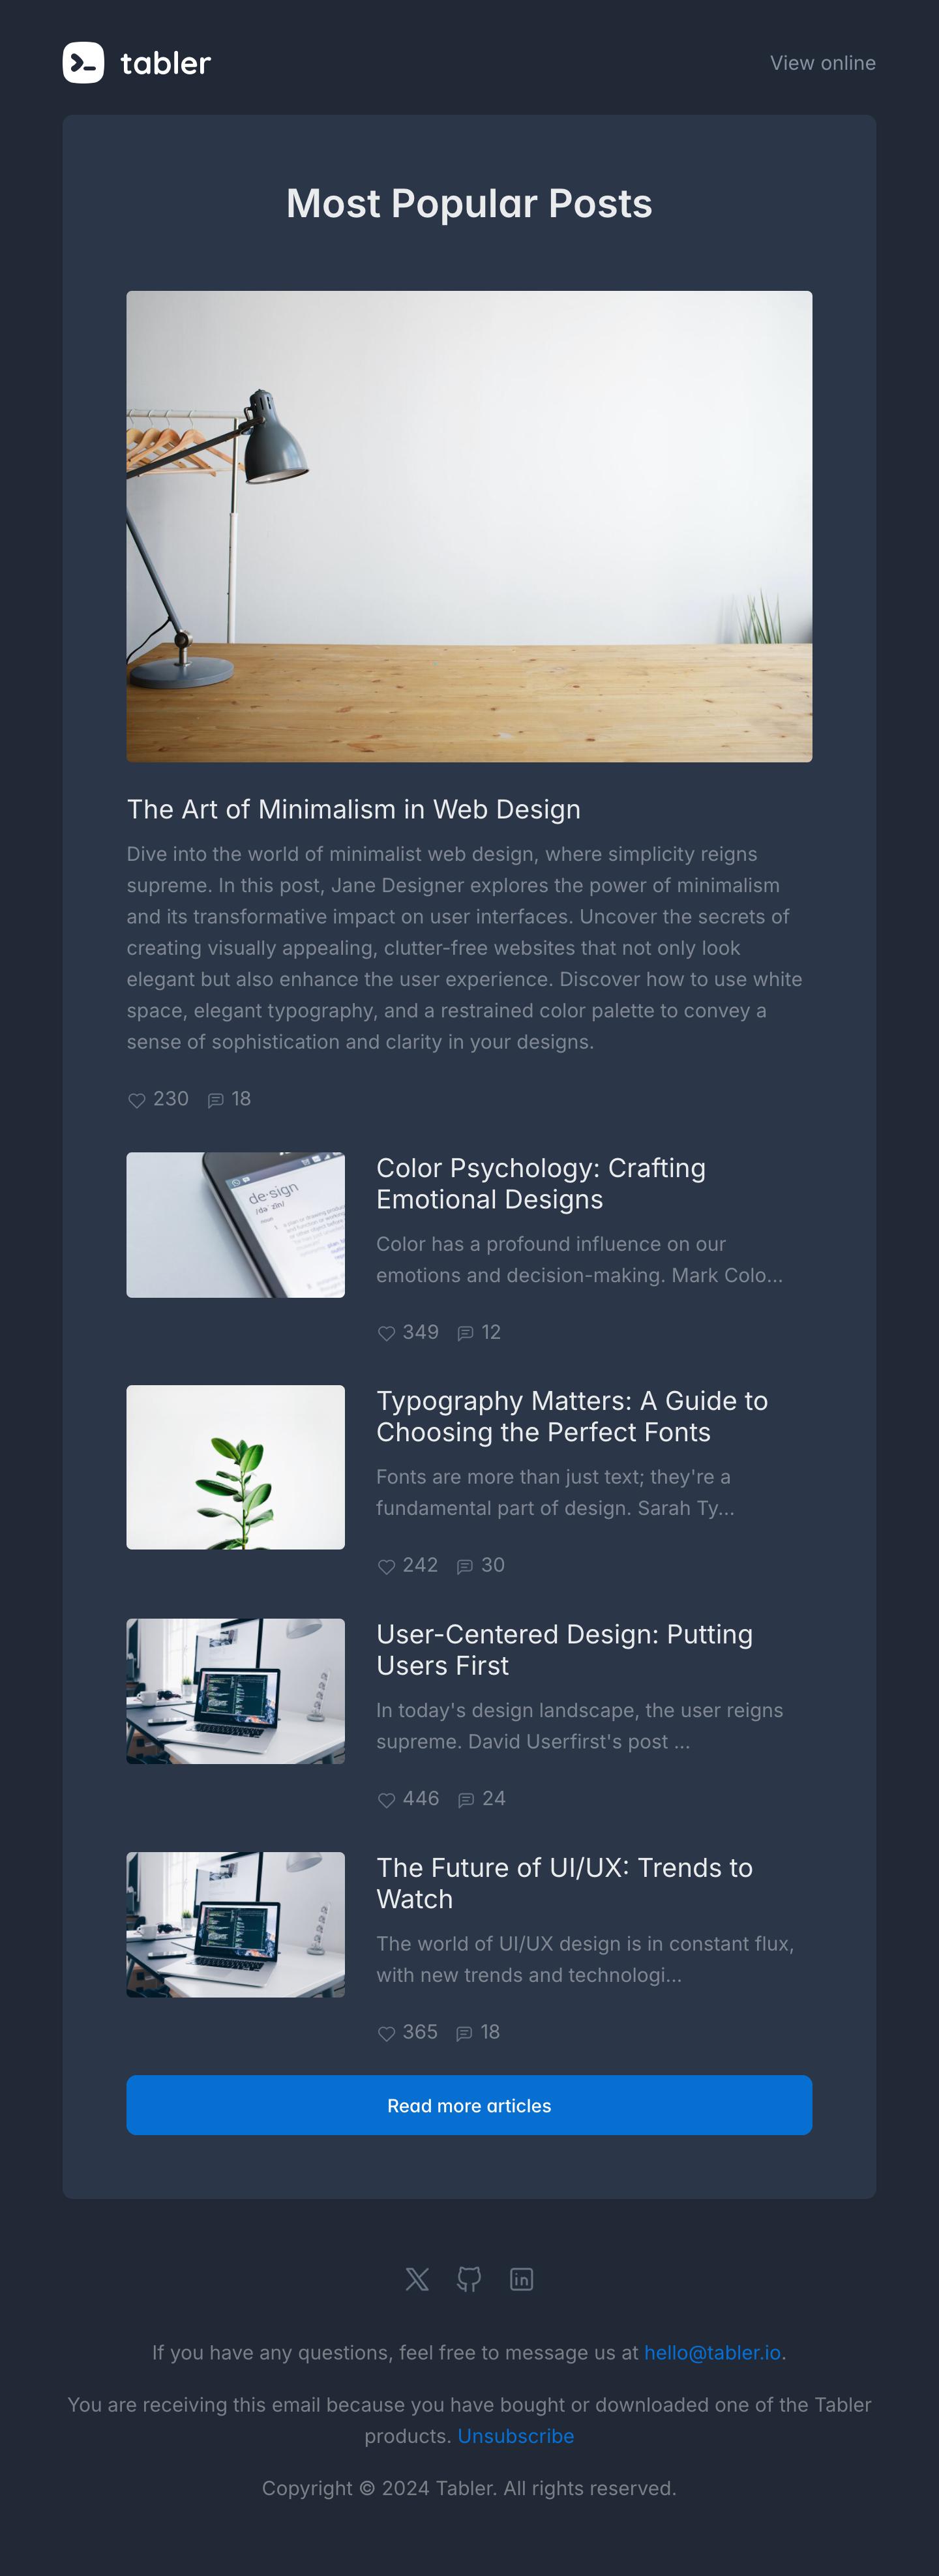 tabler
View online
Most Popular Posts
The Art of Minimalism in Web Design
Dive into the world of minimalist web design, where simplicity reigns
supreme. In this post, Jane Designer explores the power of minimalism
and its transformative impact on user interfaces. Uncover the secrets of
creating visually appealing, clutter-free websites that not only look
elegant but also enhance the user experience. Discover how to use white
space, elegant typography, and a restrained color palette to convey a
sense of sophistication and clarity in your designs.
230 18
de·sign
Color Psychology: Crafting
Emotional Designs
Color has a profound influence on our
emotions and decision-making. Mark Colo...
349 12
Typography Matters: A Guide to
Choosing the Perfect Fonts
Fonts are more than just text; they're a
fundamental part of design. Sarah Ty...
242 30
User-Centered Design: Putting
Users First
In today's design landscape, the user reigns
supreme. David Userfirst's post ...
446 24
The Future of UI/UX: Trends to
Watch
The world of UI/UX design is in constant flux,
with new trends and technologi...
365 18
Read more articles
If you have any questions, feel free to message us at hello@tabler.io.
You are receiving this email because you have bought or downloaded one of the Tabler
products. Unsubscribe
Copyright © 2024 Tabler. All rights reserved.